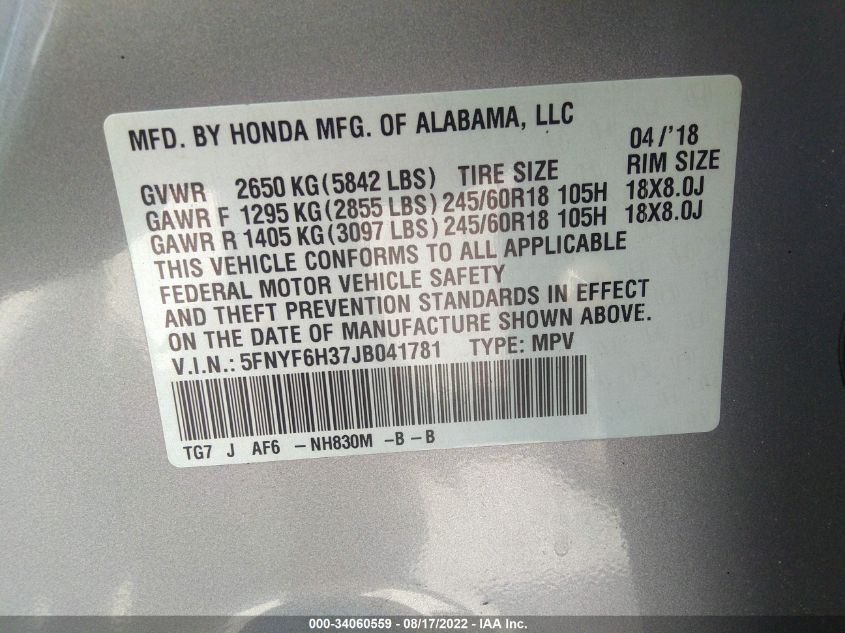 MFD. BY HONDA MFG. OF ALABAMA, LLC 04/'18
GVWR 2650 KG(5842 LBS) TIRE SIZE RIM SIZE
GAWR F 1295 KG(2855 LBS) 245/60R18 105H 18X8.0J
GAWR R 1405 KG(3097 LBS) 245/60R18 105H 18X8.0J
THIS VEHICLE CONFORMS TO ALL APPLICABLE
FEDERAL MOTOR VEHICLE SAFETY
AND THEFT PREVENTION STANDARDS IN EFFECT
ON THE DATE OF MANUFACTURE SHOWN ABOVE.
V.I.N.: 5FNYF6H37JB041781 TYPE: MPV
TG7 J AF6 -NH830M -B-B
000-34060559 - 08/17/2022 - IAAI.COM